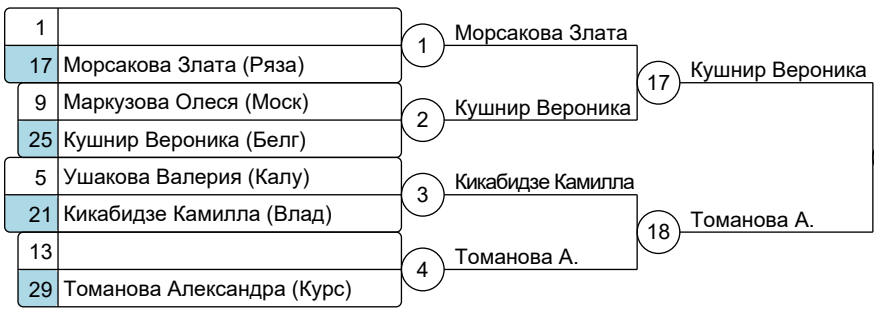 1
17 Морсакова Злата (Ряза)
9 Маркузова Олеся (Моск)
25 Кушнир Вероника (Белг)
5 Ушакова Валерия (Калу)
21 Кикабидзе Камилла (Влад)
13
29 Томанова Александра (Курс)
1 Морсакова Злата
2 Кушнир Вероника
3 Кикабидзе Камилла
4 Томанова А.
17 Кушнир Вероника
18 Томанова А.